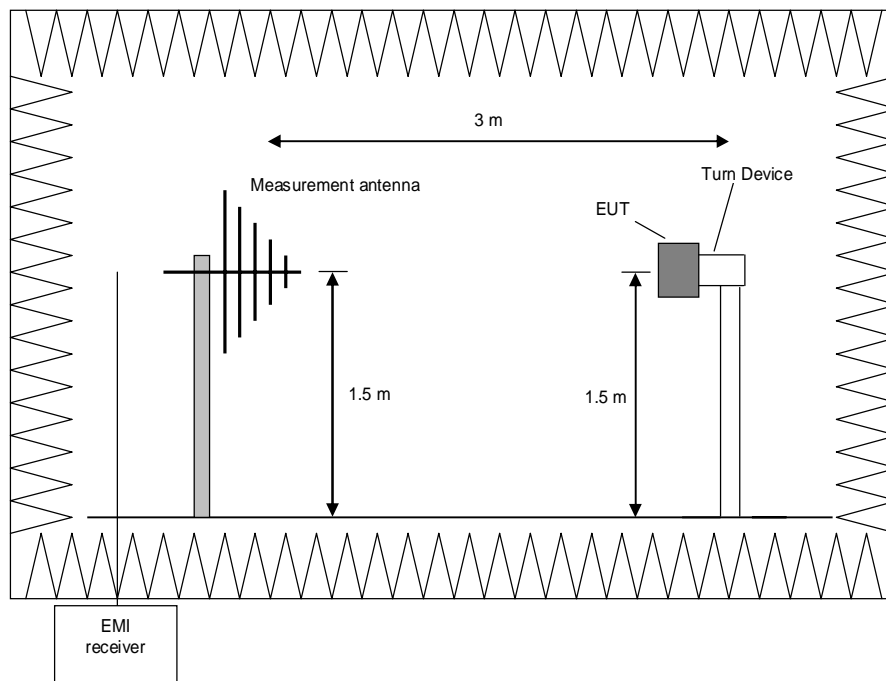 3 m
Measurement antenna
Turn Device
EUT
1.5 m
1.5 m
EMI
receiver